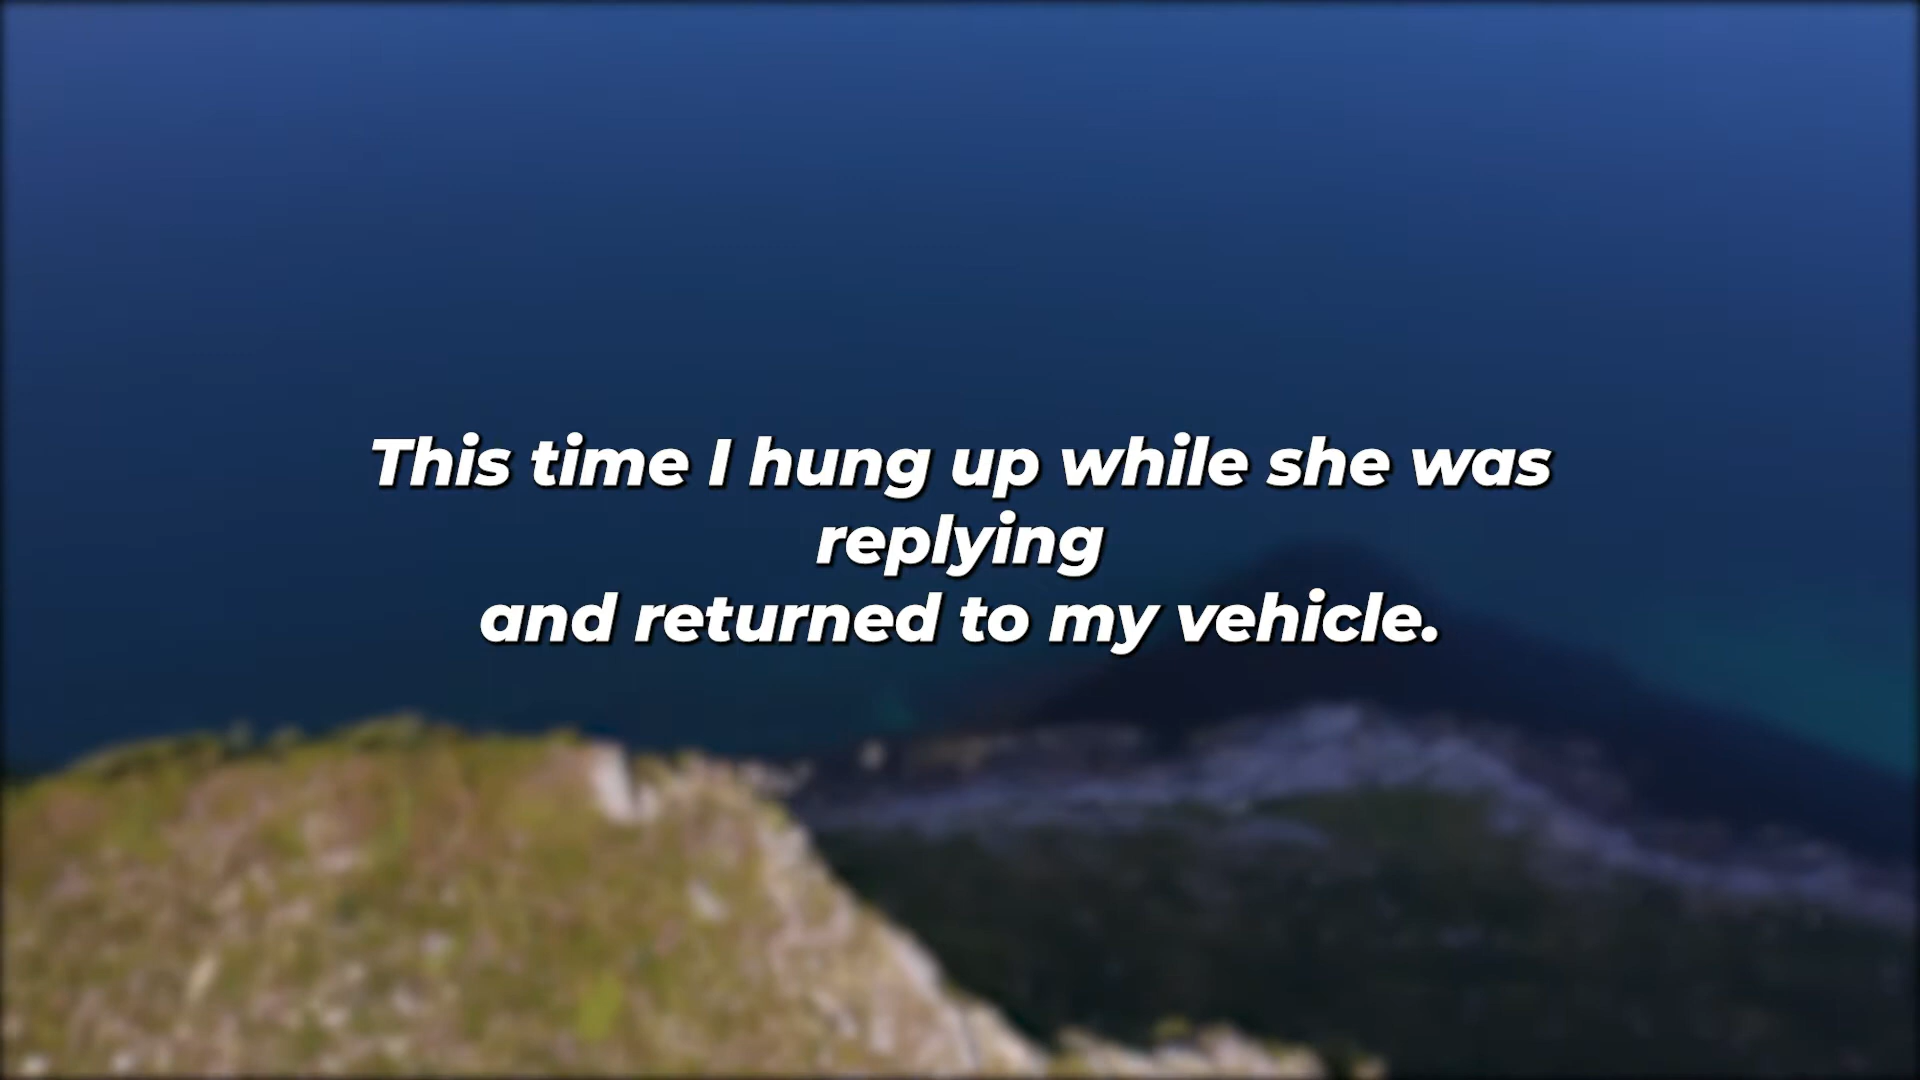 This time I hung up while she was
replying
and returned to my vehicle.